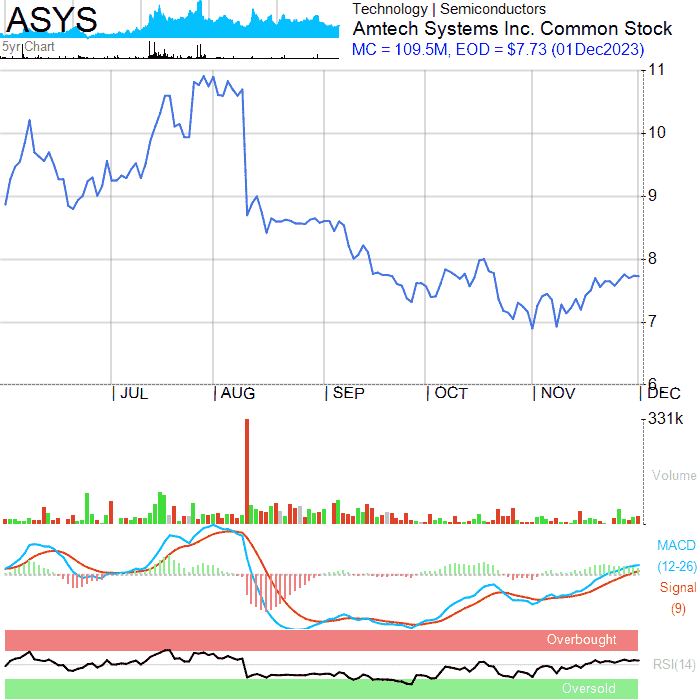 ASYS
5yr Chart
Technology | Semiconductors
Amtech Systems Inc. Common Stock
MC = 109.5M, EOD = $7.73 (01Dec2023)
11
10
9
8
7
6
| JUL | AUG | SEP | OCT | NOV | DEC
331k
Volume
MACD
(12-26)
Signal
(9)
Overbought
RSI(14)
Oversold